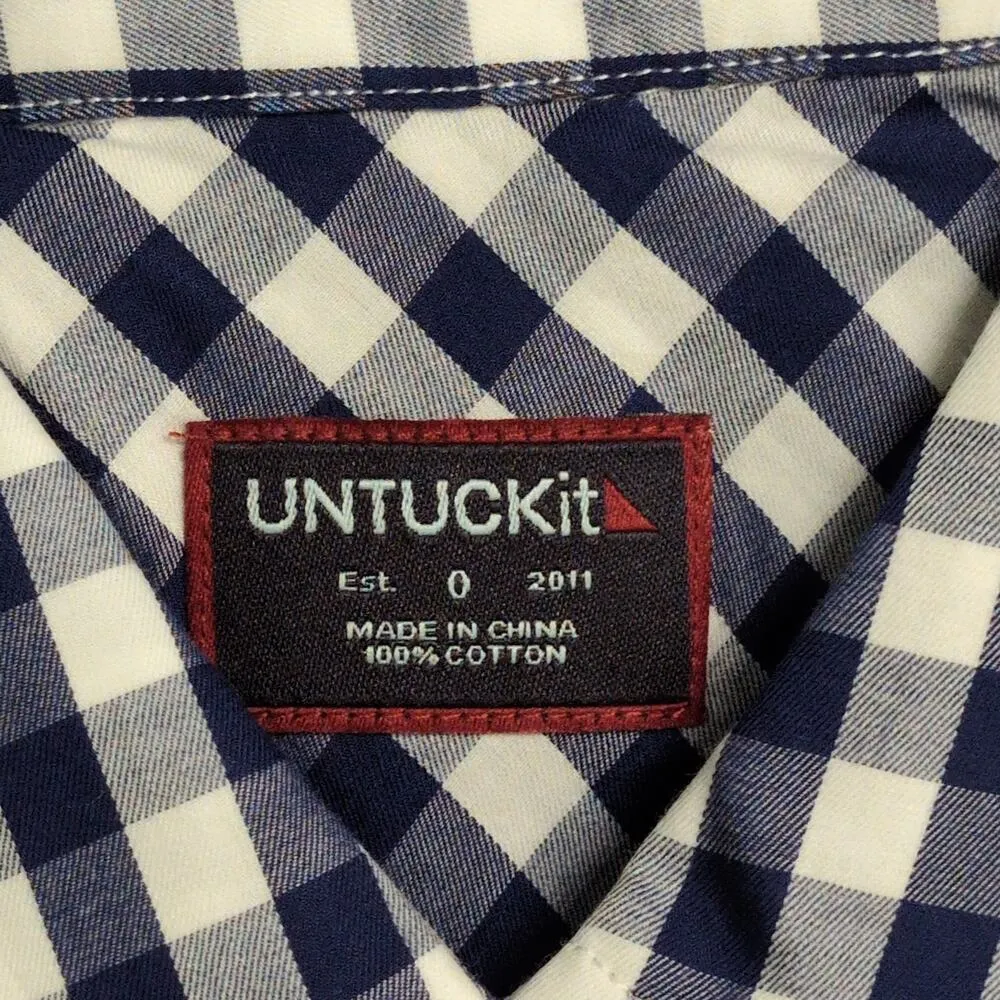 UNTUCKit
Est. 0 2011
MADE IN CHINA
100% COTTON